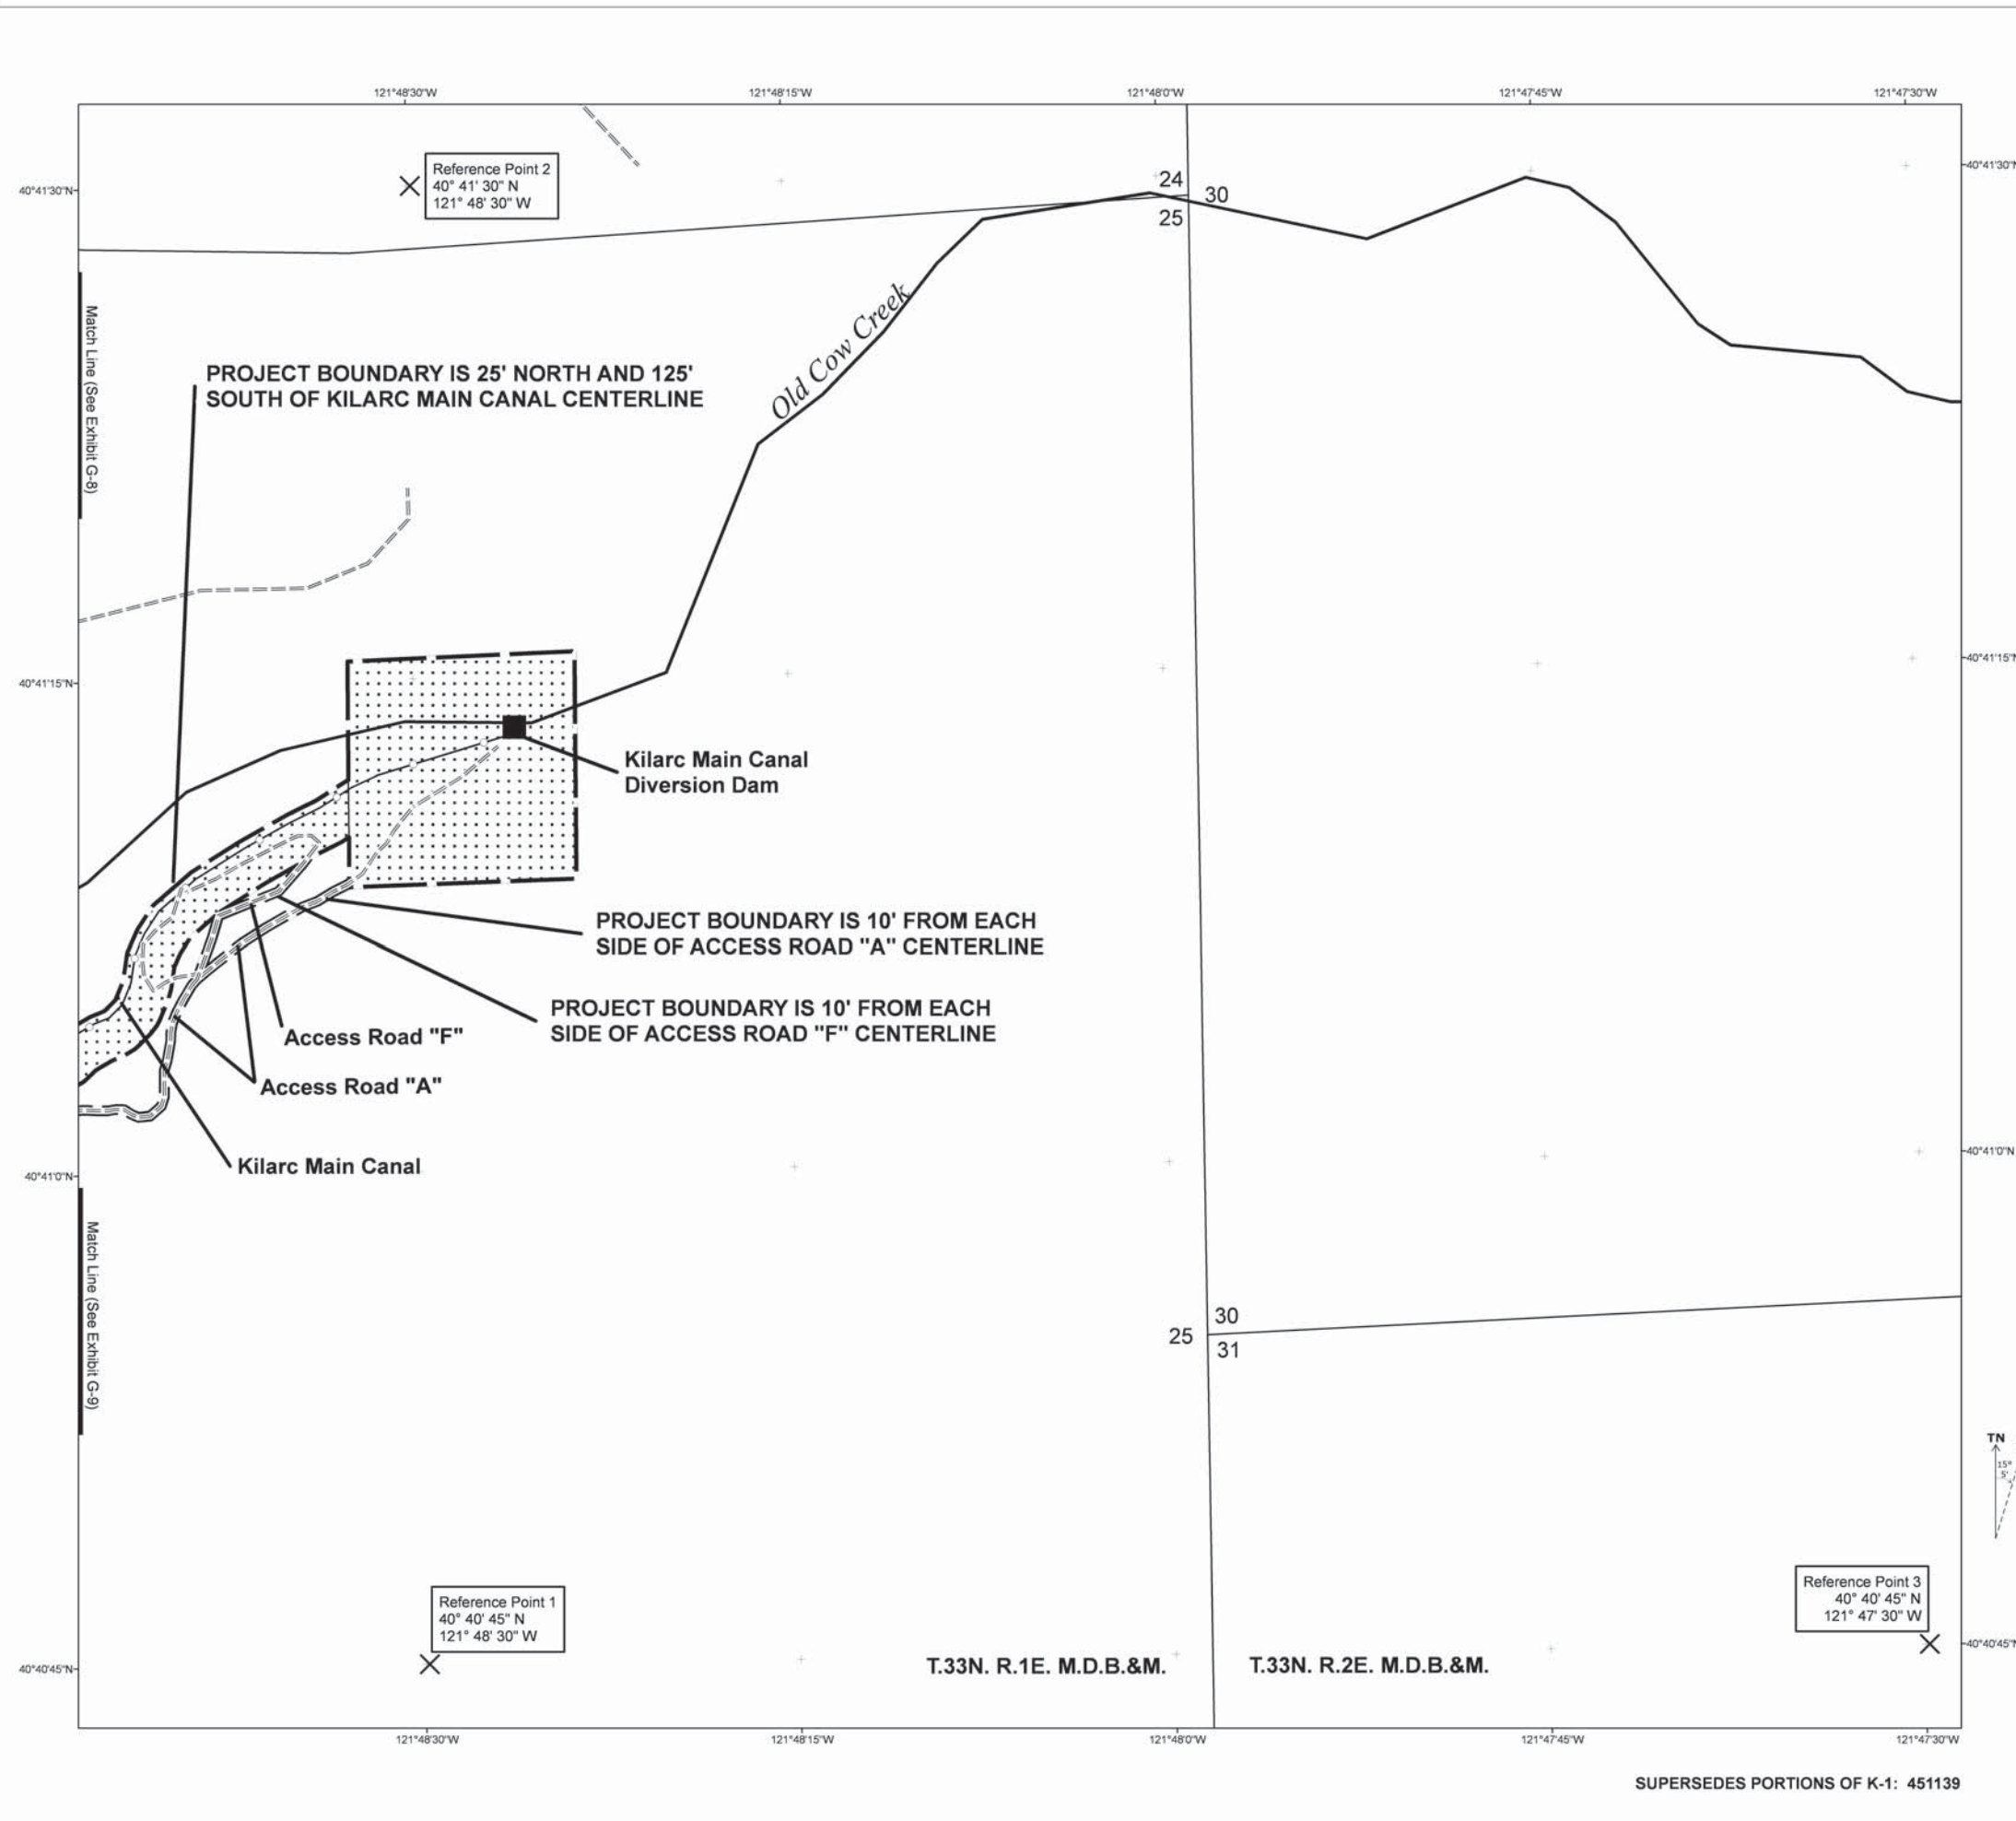 121°48'30"W
121°48'15"W
121°48'0"W
121°47'45"W
121°47'30"W
40°41'30"N
40°41'30"N
Reference Point 2
40° 41' 30" N
121° 48' 30" W
24
30
25
Match Line (See Exhibit G-8)
Old Cow Creek
PROJECT BOUNDARY IS 25' NORTH AND 125'
SOUTH OF KILARC MAIN CANAL CENTERLINE
40°41'15"N
40°41'15"N
Kilarc Main Canal
Diversion Dam
PROJECT BOUNDARY IS 10' FROM EACH
SIDE OF ACCESS ROAD "A" CENTERLINE
PROJECT BOUNDARY IS 10' FROM EACH
SIDE OF ACCESS ROAD "F" CENTERLINE
Access Road "F"
Access Road "A"
Kilarc Main Canal
40°41'0"N
40°41'0"N
Match Line (See Exhibit G-9)
30
25
31
TN
15°
5'
Reference Point 1
40° 40' 45" N
121° 48' 30" W
Reference Point 3
40° 40' 45" N
121° 47' 30" W
40°40'45"N
40°40'45"N
T.33N. R.1E. M.D.B.&M.
T.33N. R.2E. M.D.B.&M.
121°48'30"W
121°48'15"W
121°48'0"W
121°47'45"W
121°47'30"W
SUPERSEDES PORTIONS OF K-1: 451139